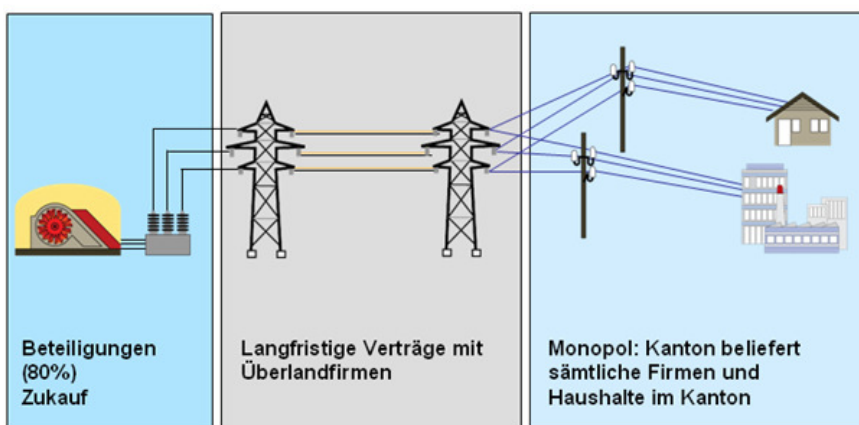 Beteiligungen
(80%)
Zukauf
Langfristige Verträge mit
Überlandfirmen
Monopol: Kanton beliefert
sämtliche Firmen und
Haushalte im Kanton